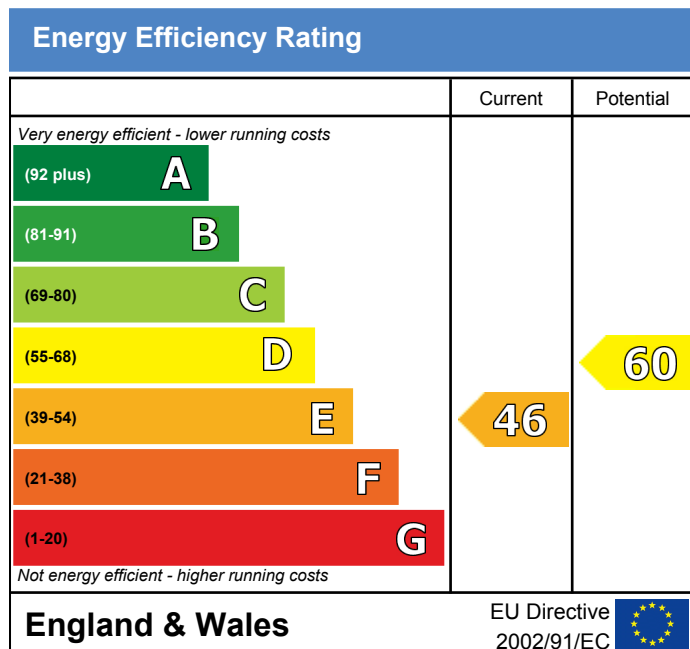 Energy Efficiency Rating
Current Potential
Very energy efficient - lower running costs
(92 plus) A
(81-91) B
(69-80) C
(55-68) D
60
(39-54) E
46
(21-38) F
(1-20) G
Not energy efficient - higher running costs
England & Wales
EU Directive
2002/91/EC